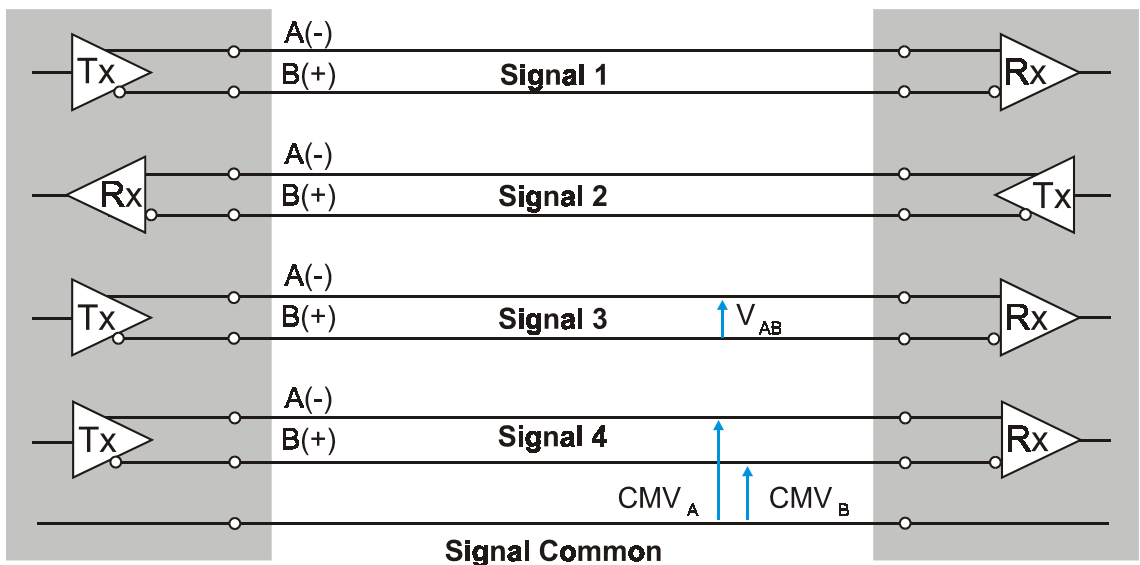 A(-)
Tx B(+) Signal 1 Rx
A(-)
Rx B(+) Signal 2 Tx
A(-)
Tx B(+) Signal 3 V AB Rx
A(-)
Tx B(+) Signal 4 Rx
CMV A CMV B
Signal Common